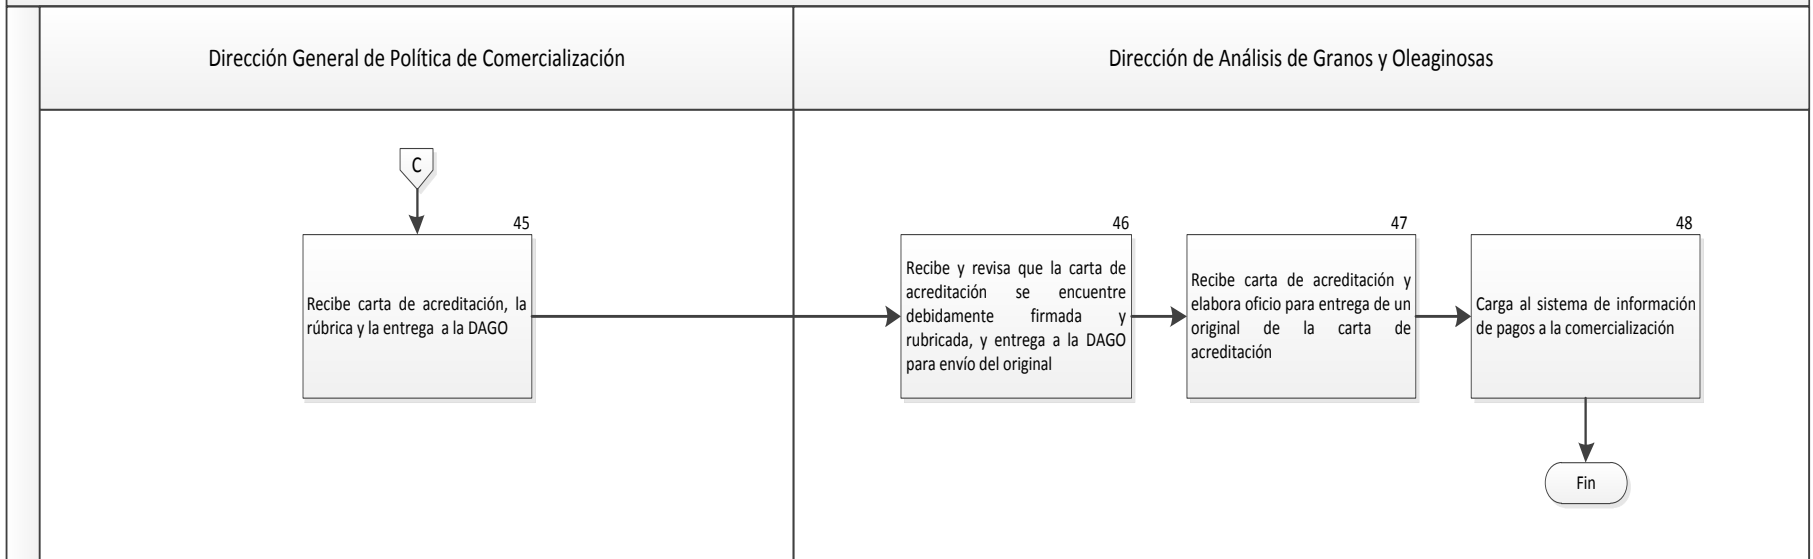 Dirección General de Política de Comercialización
Dirección de Análisis de Granos y Oleaginosas
C
45
Recibe carta de acreditación, la
rúbrica y la entrega a la DAGO
46
Recibe y revisa que la carta de
acreditación se encuentre
debidamente firmada y
rubricada, y entrega a la DAGO
para envío del original
47
Recibe carta de acreditación y
elabora oficio para entrega de un
original de la carta de
acreditación
48
Carga al sistema de información
de pagos a la comercialización
Fin